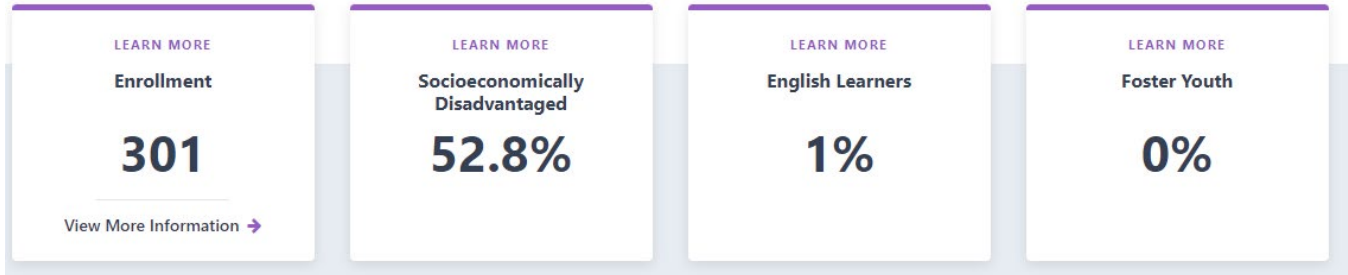 LEARN MORE
Enrollment
301
View More Information
LEARN MORE
Socioeconomically
Disadvantaged
52.8%
LEARN MORE
English Learners
1%
LEARN MORE
Foster Youth
0%